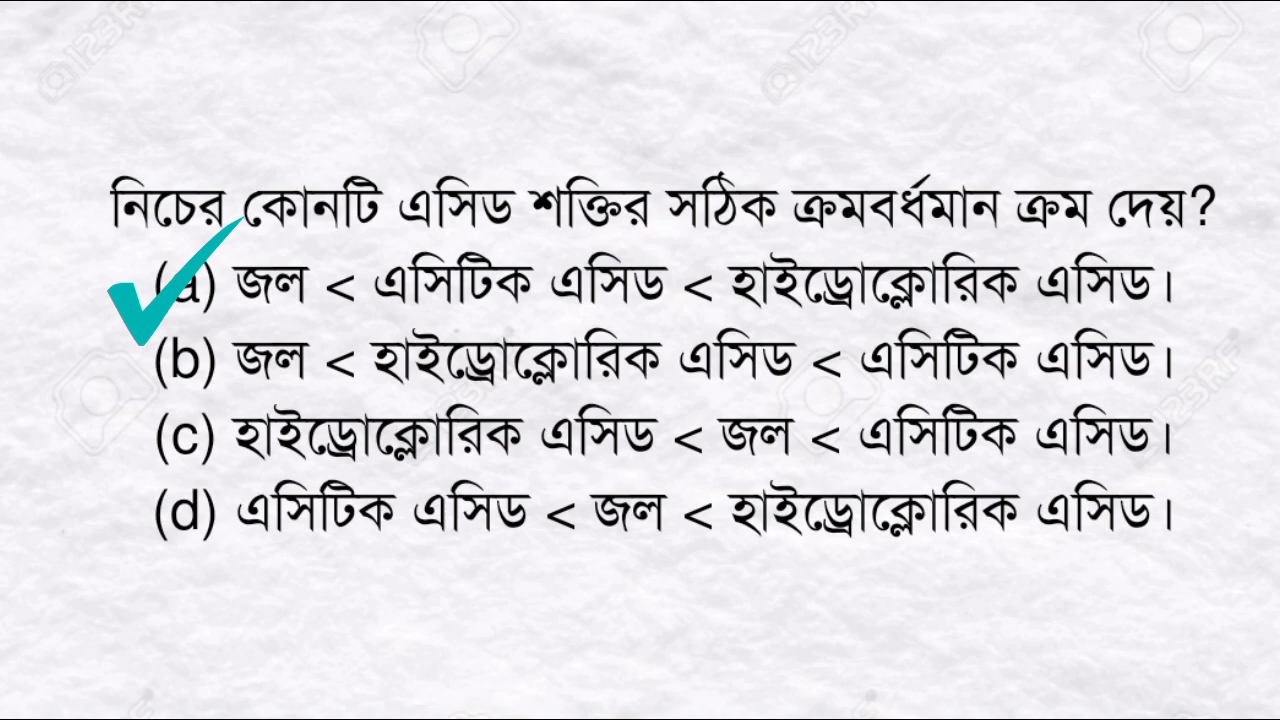 নিচের কোনটি এসিড শক্তির সঠিক ক্রমবর্ধমান ক্রম দেয়?
(a) জল < এসিটিক এসিড < হাইড্রোক্লোরিক এসিড।
(b) জল < হাইড্রোক্লোরিক এসিড < এসিটিক এসিড।
(c) হাইড্রোক্লোরিক এসিড < জল < এসিটিক এসিড।
(d) এসিটিক এসিড < জল < হাইড্রোক্লোরিক এসিড।